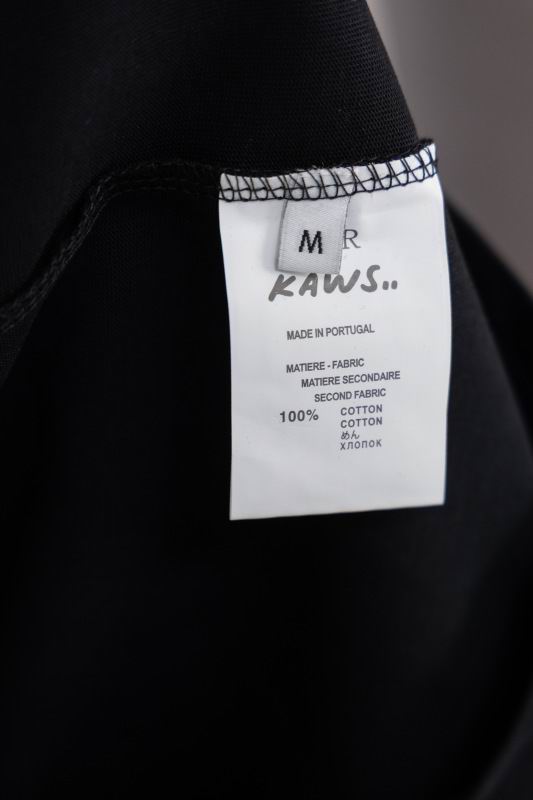 M
R
KAWS..
MADE IN PORTUGAL
MATIERE - FABRIC
MATIERE SECONDAIRE
SECOND FABRIC
100% COTTON
COTTON
めん
ХЛОПОК